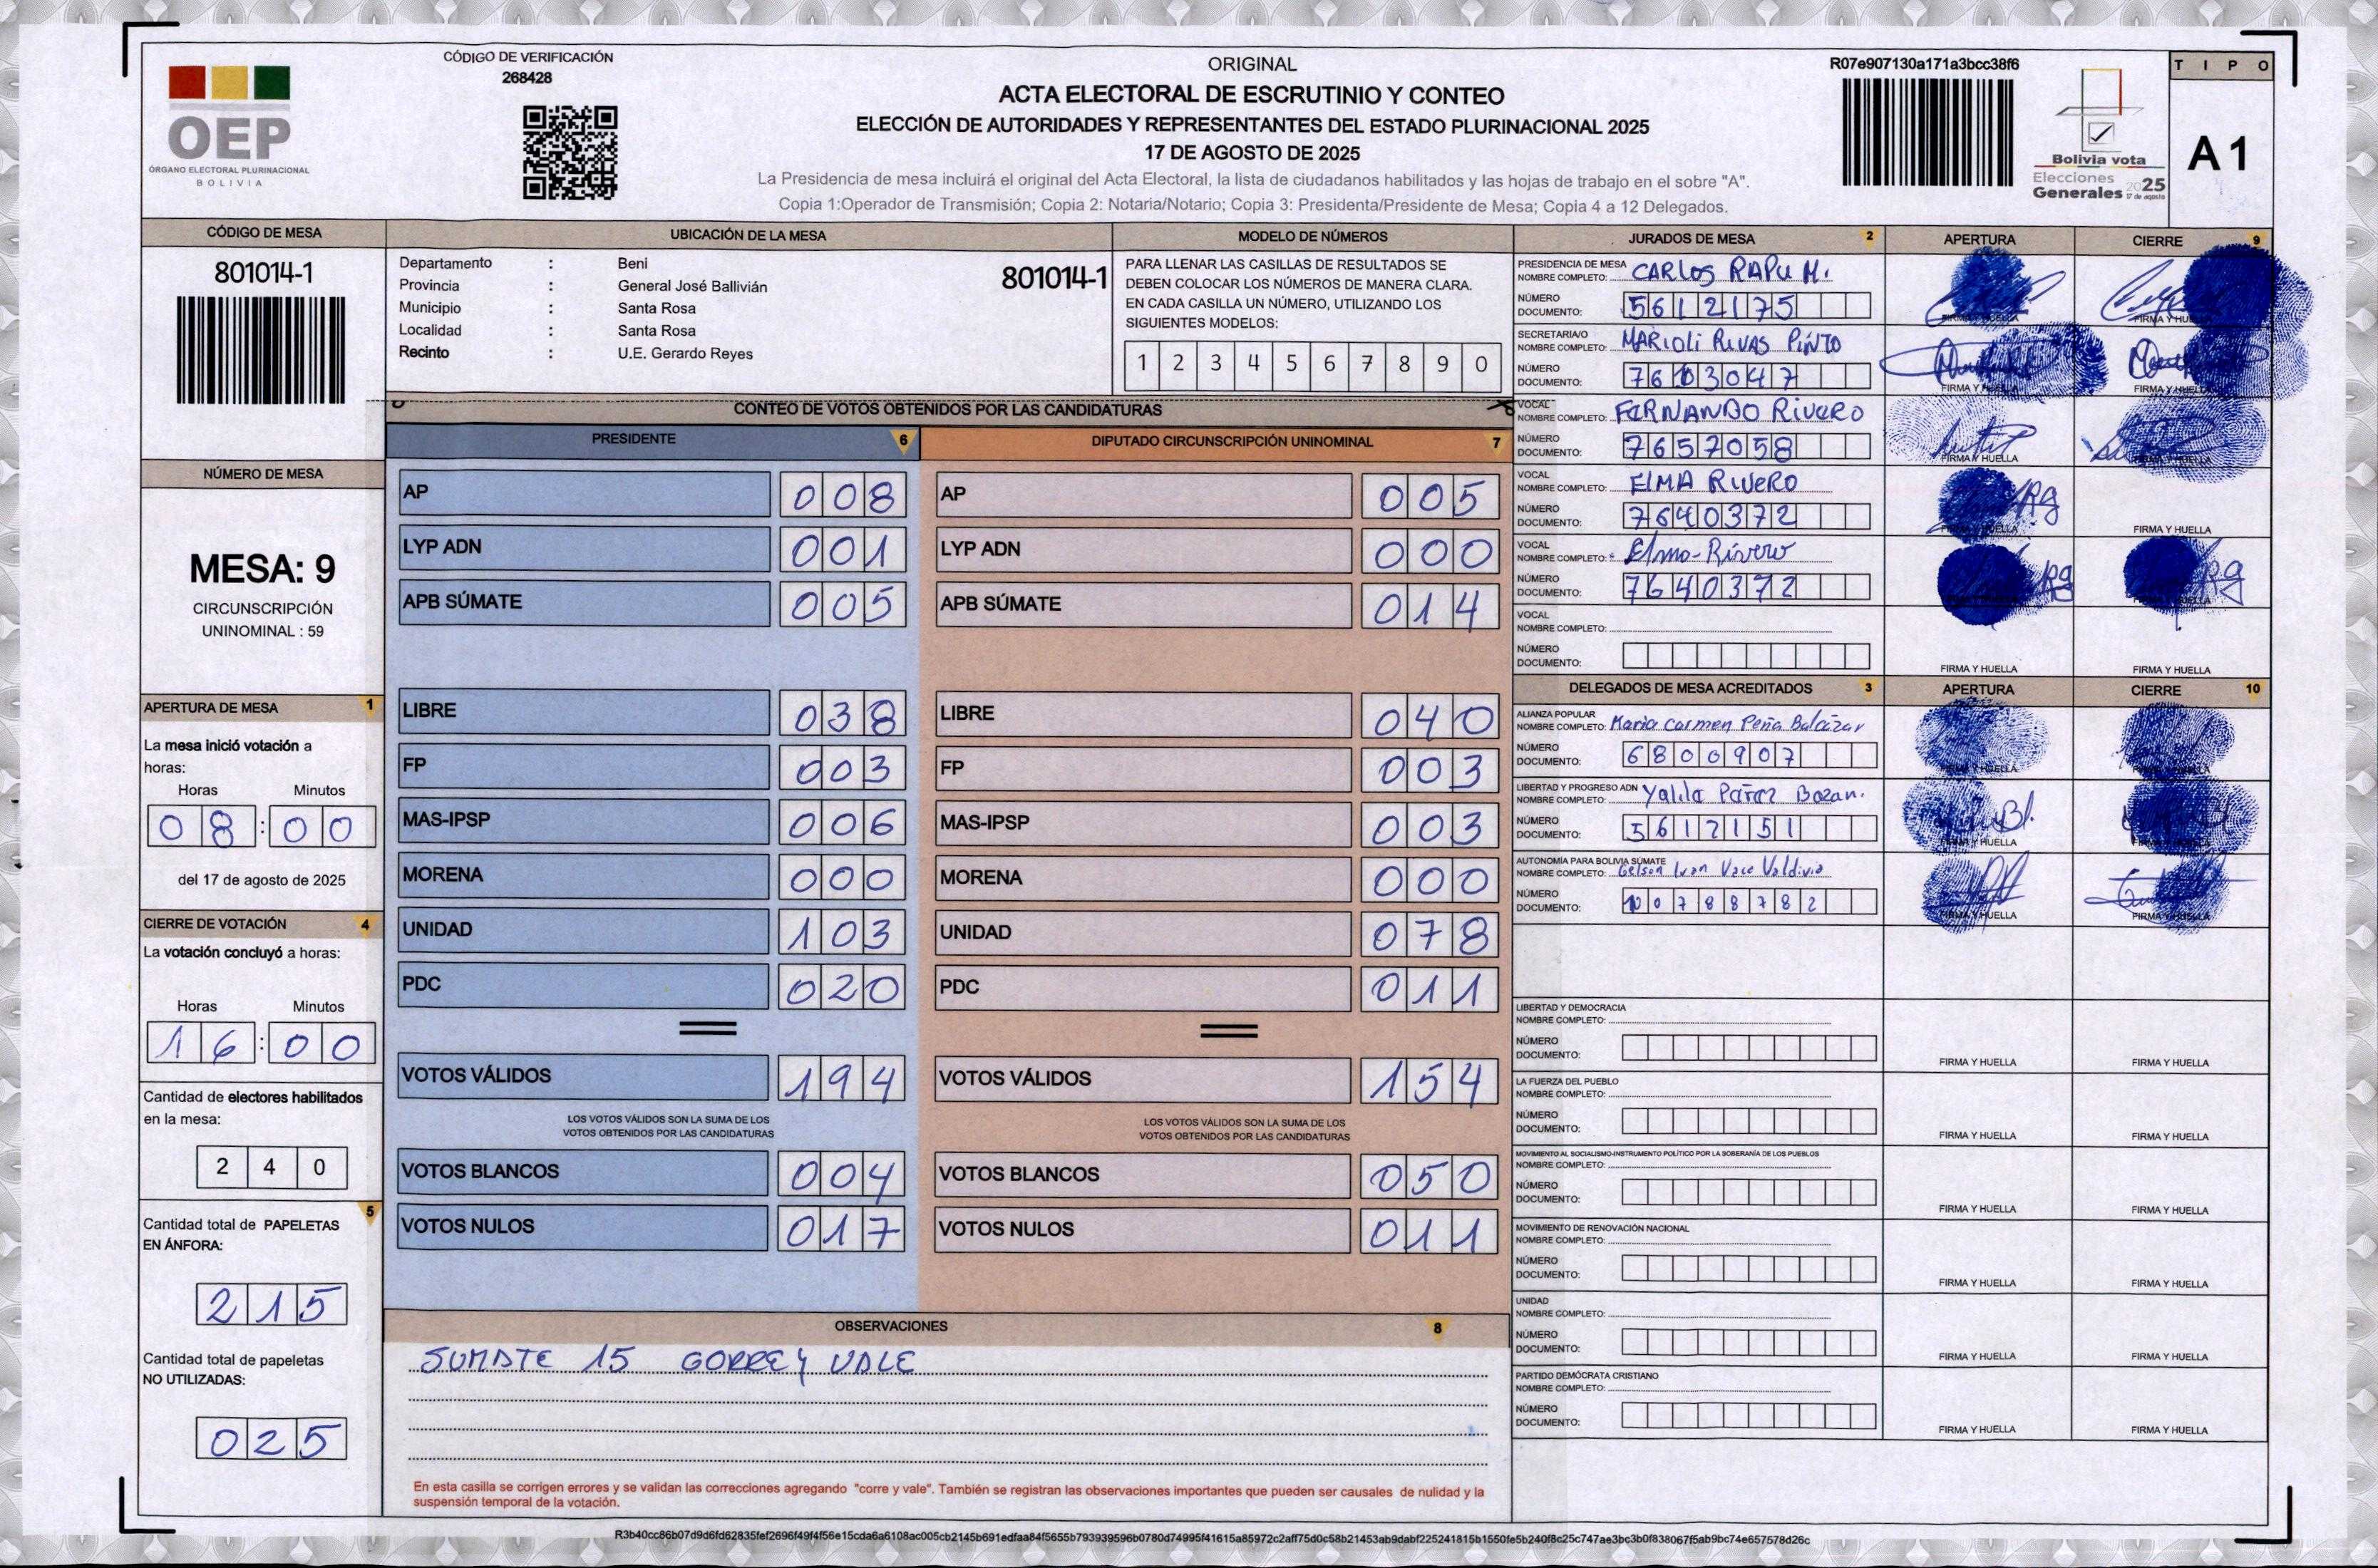 CÓDIGO DE VERIFICACIÓN
268428
OEP
ÓRGANO ELECTORAL PLURINACIONAL
BOLIVIA
ORIGINAL
ACTA ELECTORAL DE ESCRUTINIO Y CONTEO
ELECCIÓN DE AUTORIDADES Y REPRESENTANTES DEL ESTADO PLURINACIONAL 2025
17 DE AGOSTO DE 2025
La Presidencia de mesa incluirá el original del Acta Electoral, la lista de ciudadanos habilitados y las hojas de trabajo en el sobre "A".
Copia 1:Operador de Transmisión; Copia 2: Notaria/Notario; Copia 3: Presidenta/Presidente de Mesa; Copia 4 a 12 Delegados.
R07e907130a171a3bcc38f6
Bolivia vota
Elecciones
Generales 2025
17 de agosto
TIPO
A1
CÓDIGO DE MESA
801014-1
NÚMERO DE MESA
MESA: 9
CIRCUNSCRIPCIÓN
UNINOMINAL : 59
APERTURA DE MESA 1
La mesa inició votación a
horas:
Horas Minutos
08:00
del 17 de agosto de 2025
CIERRE DE VOTACIÓN 4
La votación concluyó a horas:
Horas Minutos
16:00
Cantidad de electores habilitados
en la mesa:
240
5
Cantidad total de PAPELETAS
EN ÁNFORA:
215
Cantidad total de papeletas
NO UTILIZADAS:
025
UBICACIÓN DE LA MESA
Departamento : Beni
Provincia : General José Ballivián
Municipio : Santa Rosa
Localidad : Santa Rosa
Recinto : U.E. Gerardo Reyes
801014-1
MODELO DE NÚMEROS
PARA LLENAR LAS CASILLAS DE RESULTADOS SE
DEBEN COLOCAR LOS NÚMEROS DE MANERA CLARA.
EN CADA CASILLA UN NÚMERO, UTILIZANDO LOS
SIGUIENTES MODELOS:
1 2 3 4 5 6 7 8 9 0
CONTEO DE VOTOS OBTENIDOS POR LAS CANDIDATURAS
PRESIDENTE 6
AP 008
LYP ADN 001
APB SÚMATE 005
LIBRE 038
FP 003
MAS-IPSP 006
MORENA 000
UNIDAD 103
PDC 020
VOTOS VÁLIDOS 194
LOS VOTOS VÁLIDOS SON LA SUMA DE LOS
VOTOS OBTENIDOS POR LAS CANDIDATURAS
VOTOS BLANCOS 004
VOTOS NULOS 017
DIPUTADO CIRCUNSCRIPCIÓN UNINOMINAL 7
AP 005
LYP ADN 000
APB SÚMATE 014
LIBRE 040
FP 003
MAS-IPSP 003
MORENA 000
UNIDAD 078
PDC 011
VOTOS VÁLIDOS 154
LOS VOTOS VÁLIDOS SON LA SUMA DE LOS
VOTOS OBTENIDOS POR LAS CANDIDATURAS
VOTOS BLANCOS 050
VOTOS NULOS 011
OBSERVACIONES 8
SUMATE 15 CORRE Y VALE
En esta casilla se corrigen errores y se validan las correcciones agregando "corre y vale". También se registran las observaciones importantes que pueden ser causales de nulidad y la
suspensión temporal de la votación.
JURADOS DE MESA 2 APERTURA CIERRE 9
PRESIDENCIA DE MESA
NOMBRE COMPLETO: CARLOS RAPU M.
NÚMERO
DOCUMENTO: 5612175
FIRMA Y HUELLA FIRMA Y HUELLA
SECRETARIA/O
NOMBRE COMPLETO: MARIOLI RIVAS PINTO
NÚMERO
DOCUMENTO: 7603047
FIRMA Y HUELLA FIRMA Y HUELLA
VOCAL
NOMBRE COMPLETO: FERNANDO RIVERO
NÚMERO
DOCUMENTO: 7657058
FIRMA Y HUELLA
VOCAL
NOMBRE COMPLETO: ELMA RIVERO
NÚMERO
DOCUMENTO: 7640372
FIRMA Y HUELLA FIRMA Y HUELLA
VOCAL
NOMBRE COMPLETO: Elma-Rivero
NÚMERO
DOCUMENTO: 7640372
VOCAL
NOMBRE COMPLETO:
NÚMERO
DOCUMENTO:
FIRMA Y HUELLA FIRMA Y HUELLA
DELEGADOS DE MESA ACREDITADOS 3 APERTURA CIERRE 10
ALIANZA POPULAR
NOMBRE COMPLETO: Maria Carmen Peña Balcázar
NÚMERO
DOCUMENTO: 6800907
FIRMA Y HUELLA FIRMA Y HUELLA
LIBERTAD Y PROGRESO ADN
NOMBRE COMPLETO: Yalila Pařez Bazan.
NÚMERO
DOCUMENTO: 5612151
FIRMA Y HUELLA FIRMA Y HUELLA
AUTONOMÍA PARA BOLIVIA SÚMATE
NOMBRE COMPLETO: Gelson Ivan Vaca Valdivia
NÚMERO
DOCUMENTO: 10788782
FIRMA Y HUELLA FIRMA Y HUELLA
LIBERTAD Y DEMOCRACIA
NOMBRE COMPLETO:
NÚMERO
DOCUMENTO:
FIRMA Y HUELLA FIRMA Y HUELLA
LA FUERZA DEL PUEBLO
NOMBRE COMPLETO:
NÚMERO
DOCUMENTO:
FIRMA Y HUELLA FIRMA Y HUELLA
MOVIMIENTO AL SOCIALISMO-INSTRUMENTO POLÍTICO POR LA SOBERANÍA DE LOS PUEBLOS
NOMBRE COMPLETO:
NÚMERO
DOCUMENTO:
FIRMA Y HUELLA FIRMA Y HUELLA
MOVIMIENTO DE RENOVACIÓN NACIONAL
NOMBRE COMPLETO:
NÚMERO
DOCUMENTO:
FIRMA Y HUELLA FIRMA Y HUELLA
UNIDAD
NOMBRE COMPLETO:
NÚMERO
DOCUMENTO:
FIRMA Y HUELLA FIRMA Y HUELLA
PARTIDO DEMÓCRATA CRISTIANO
NOMBRE COMPLETO:
NÚMERO
DOCUMENTO:
FIRMA Y HUELLA FIRMA Y HUELLA